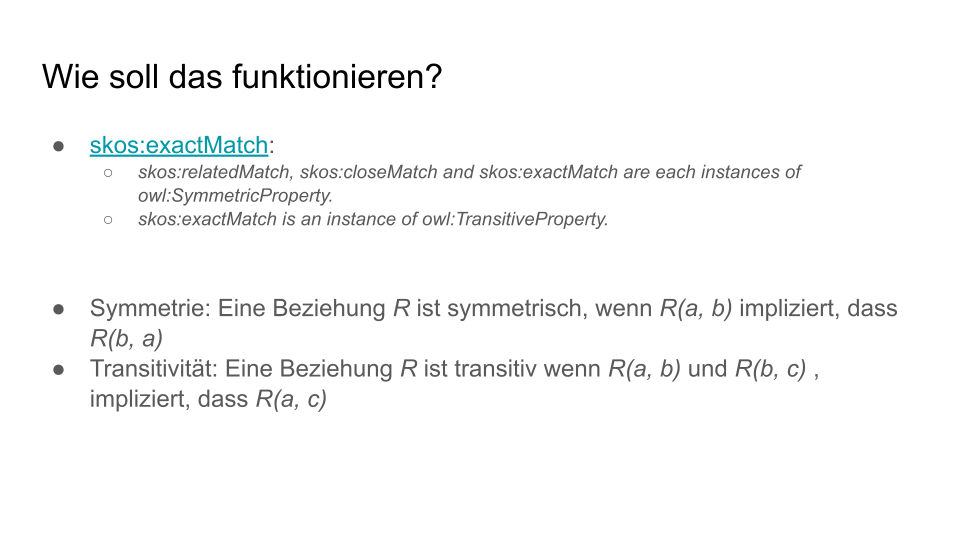 Wie soll das funktionieren?
● skos:exactMatch:
○ skos:relatedMatch, skos:closeMatch and skos:exactMatch are each instances of
owl:SymmetricProperty.
○ skos:exactMatch is an instance of owl:TransitiveProperty.
● Symmetrie: Eine Beziehung R ist symmetrisch, wenn R(a, b) impliziert, dass
R(b, a)
● Transitivität: Eine Beziehung R ist transitiv wenn R(a, b) und R(b, c) ,
impliziert, dass R(a, c)